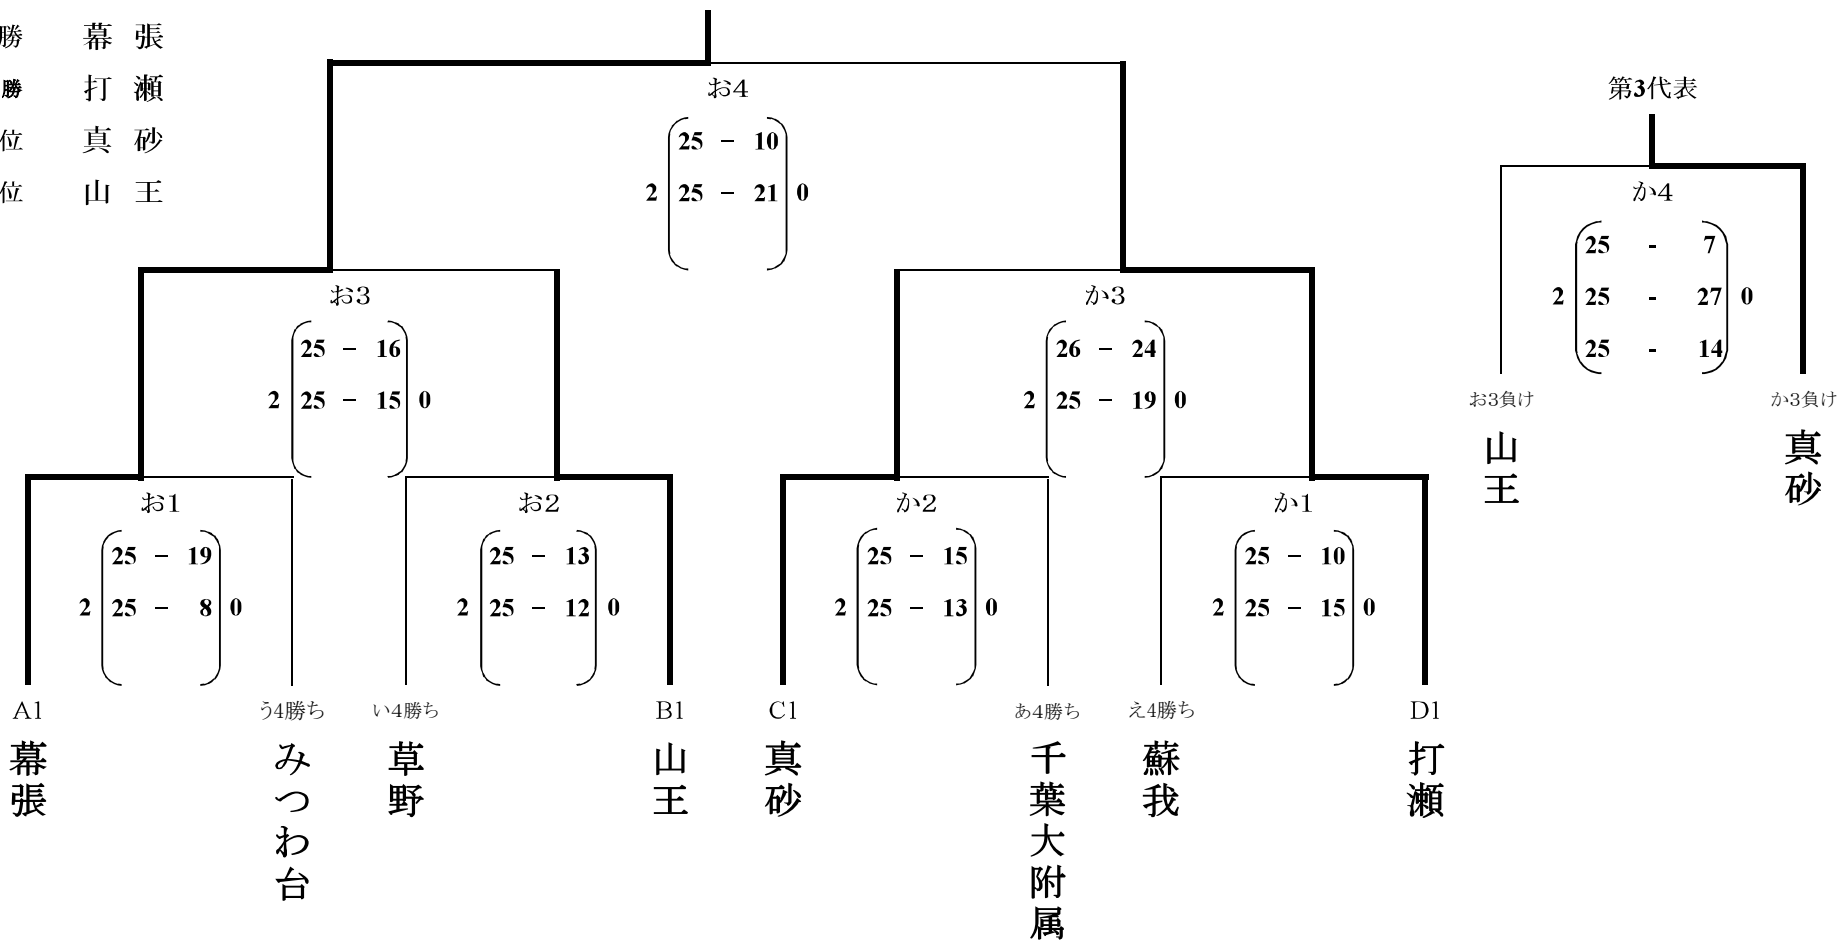 勝 幕 張
勝 打 瀬
位 真 砂
位 山 王
お4
25 － 10
2 25 － 21 0
第3代表
か4
25 - 7
2 25 - 27 0
25 - 14
お3負け
山王
か3負け
真砂
お3
25 － 16
2 25 － 15 0
か3
26 － 24
2 25 － 19 0
お1
25 － 19
2 25 － 8 0
お2
25 － 13
2 25 － 12 0
か2
25 － 15
2 25 － 13 0
か1
25 － 10
2 25 － 15 0
A1
幕張
う4勝ち
みつわ台
い4勝ち
草野
B1
山王
C1
真砂
あ4勝ち
千葉大附属
え4勝ち
蘇我
D1
打瀬